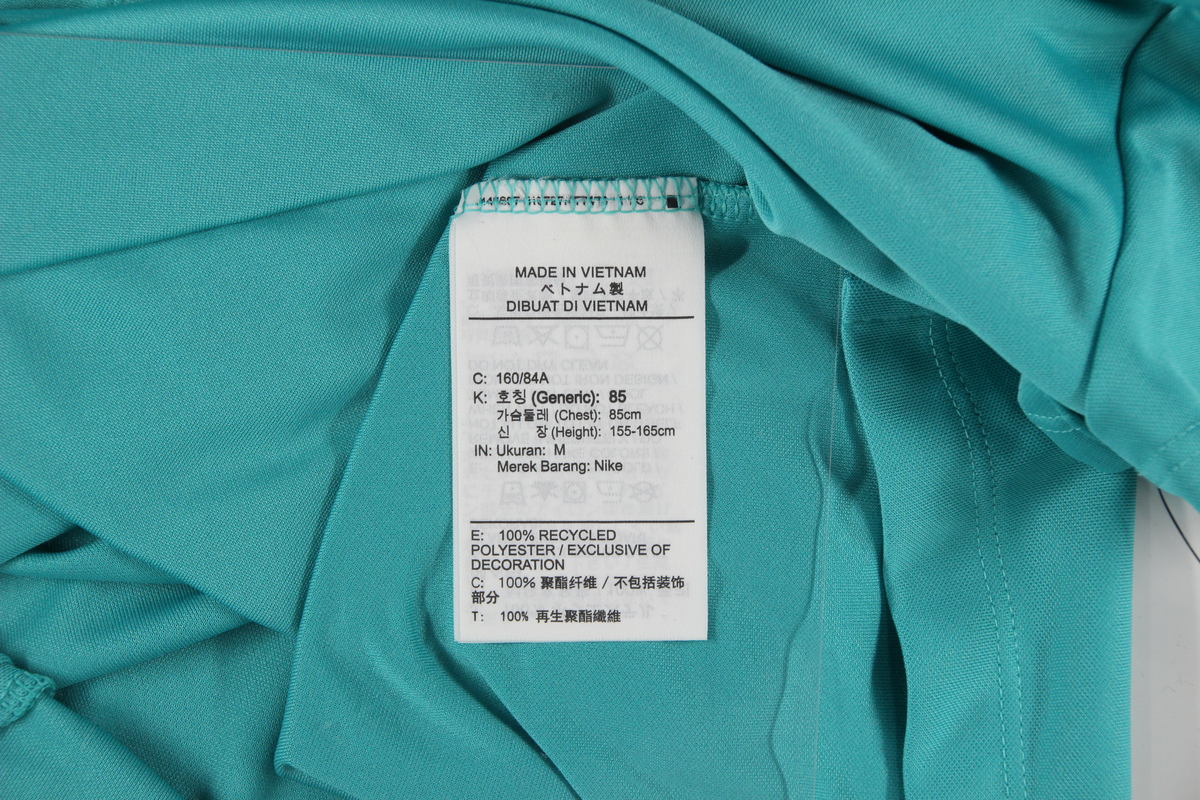 MADE IN VIETNAM
ベトナム製
DIBUAT DI VIETNAM
C: 160/84A
K: 호칭 (Generic): 85
가슴둘레 (Chest): 85cm
신 장 (Height): 155-165cm
IN: Ukuran: M
Merek Barang: Nike
E: 100% RECYCLED
POLYESTER / EXCLUSIVE OF
DECORATION
C: 100% 聚酯纤维 / 不包括装饰
部分
T: 100% 再生聚酯纖維